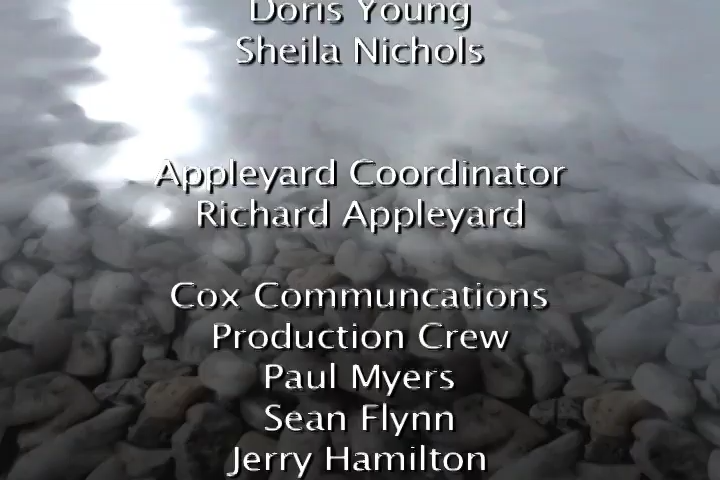 Doris Young
Sheila Nichols
Appleyard Coordinator
Richard Appleyard
Cox Communcations
Production Crew
Paul Myers
Sean Flynn
Jerry Hamilton